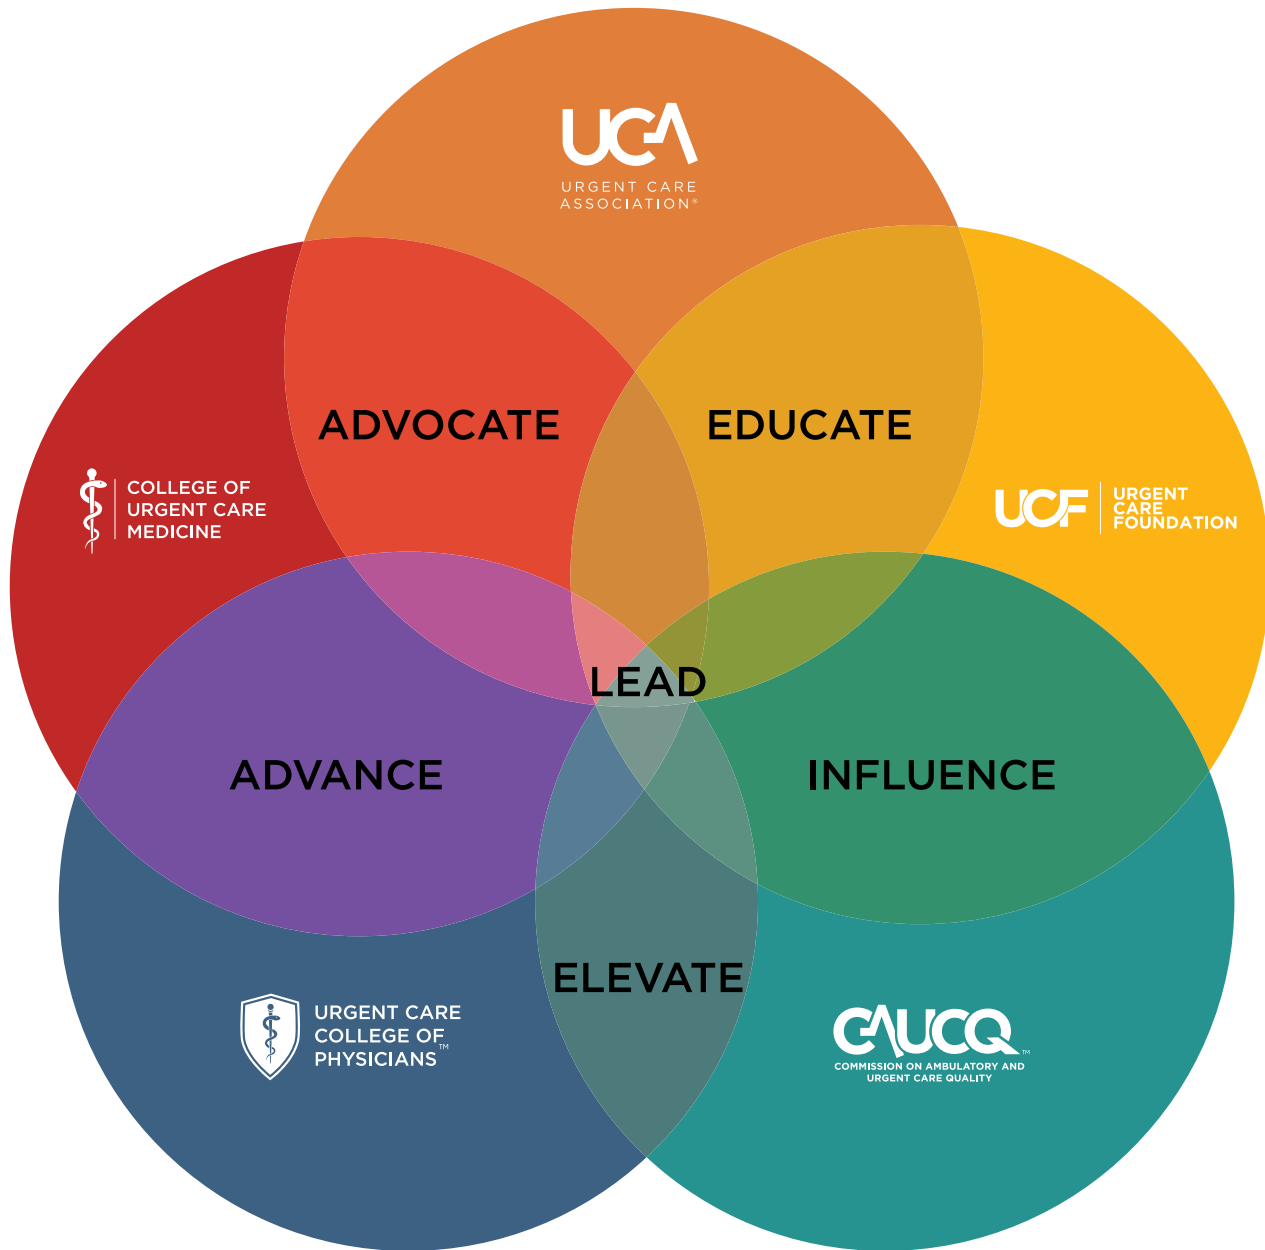 UCA
URGENT CARE
ASSOCIATION®
ADVOCATE
EDUCATE
COLLEGE OF
URGENT CARE
MEDICINE
UCF
URGENT
CARE
FOUNDATION
LEAD
ADVANCE
INFLUENCE
ELEVATE
URGENT CARE
COLLEGE OF
PHYSICIANS™
CAUCQ™
COMMISSION ON AMBULATORY AND
URGENT CARE QUALITY